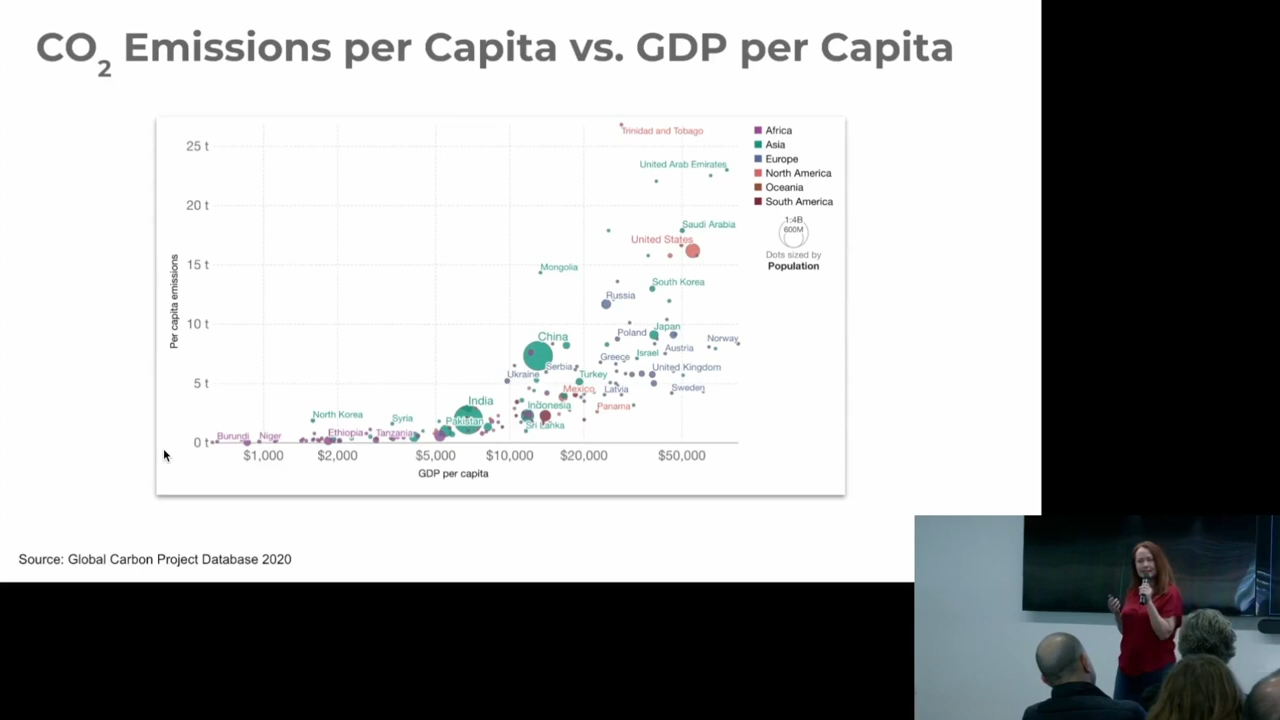 CO2 Emissions per Capita vs. GDP per Capita
Trinidad and Tobago
Africa
25 t
Asia
Europe
United Arab Emirates
North America
Oceania
20 t
South America
1:4B
600M
Saudi Arabia
United States
Dots sized by
Population
15 t
Mongolia
South Korea
Russia
Per capita emissions
10 t
China
Poland
Japan
Norway
Austria
Israel
Greece
Serbia
United Kingdom
Ukraine
Turkey
5 t
Mexico
Latvia
Sweden
India
Indonesia
Panama
North Korea
Syria
Pakistan
Sri Lanka
Burundi
Niger
Ethiopia
Tanzania
0 t
$1,000
$2,000
$5,000
$10,000
$20,000
$50,000
GDP per capita
Source: Global Carbon Project Database 2020